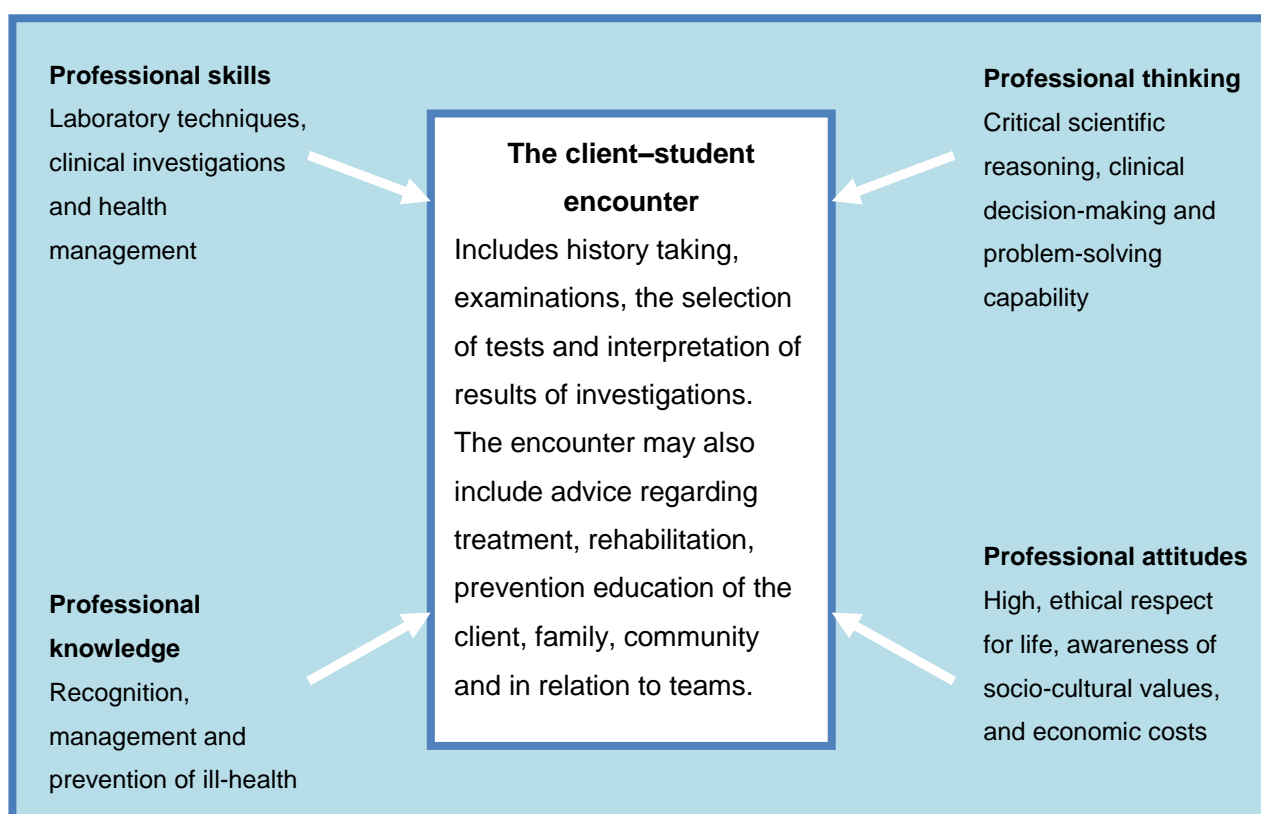 Professional skills
Laboratory techniques,
clinical investigations
and health
management
Professional thinking
Critical scientific
reasoning, clinical
decision-making and
problem-solving
capability
The client–student
encounter
Includes history taking,
examinations, the selection
of tests and interpretation of
results of investigations.
The encounter may also
include advice regarding
treatment, rehabilitation,
prevention education of the
client, family, community
and in relation to teams.
Professional
knowledge
Recognition,
management and
prevention of ill-health
Professional attitudes
High, ethical respect
for life, awareness of
socio-cultural values,
and economic costs